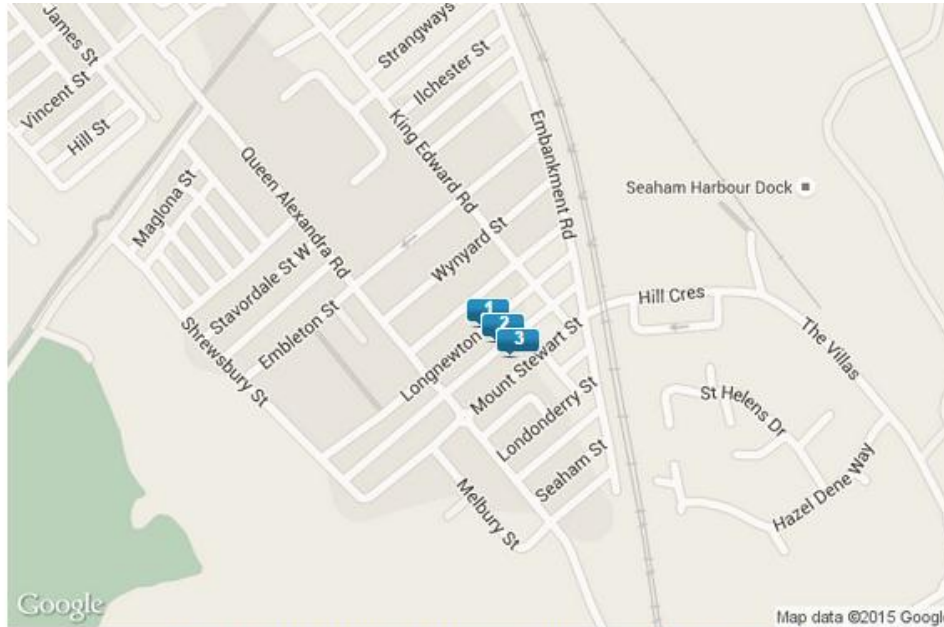 James St
Strangways
Ilchester St
Vincent St
Hill St
King Edward Rd
Embankment Rd
Queen Alexandra Rd
Seaham Harbour Dock
Maglona St
Wynyard St
Stavordale St W
Hill Cres
1
2
3
Embleton St
Longnewton
Mount Stewart St
The Villas
Shrewsbury St
St Helens Dr
Londonderry St
Seaham St
Melbury St
Hazel Dene Way
Google
Map data ©2015 Google